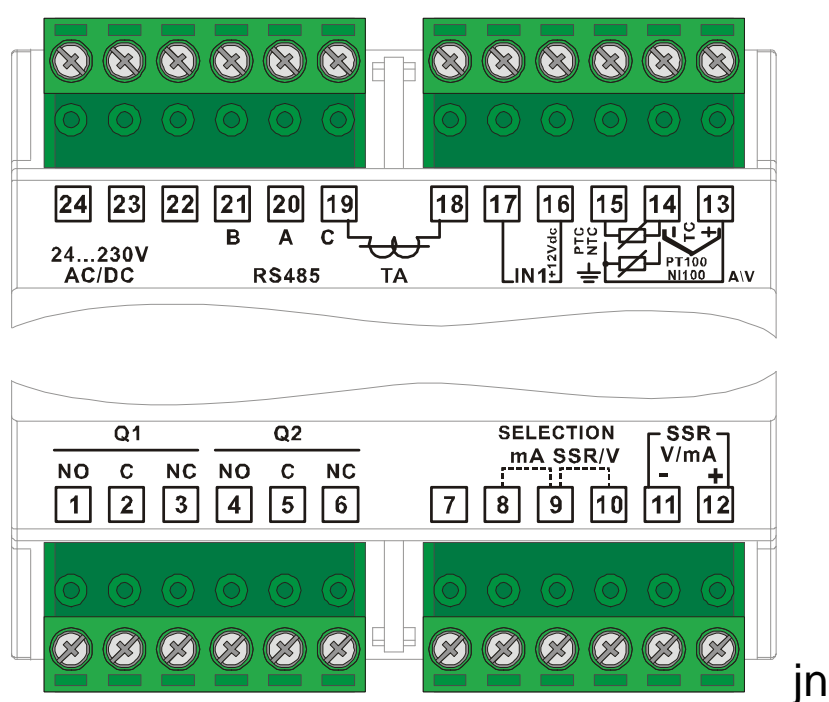 24 23 22 21 20 19 18 17 16 15 14 13
B A C
24...230V
AC/DC
RS485
TA
IN1
+12Vdc
PTC
NTC
- TC +
PT100
NI100
A\V
Q1 Q2
NO C NC NO C NC
SELECTION
mA SSR/V
SSR
V/mA
- +
1 2 3 4 5 6 7 8 9 10 11 12
jn